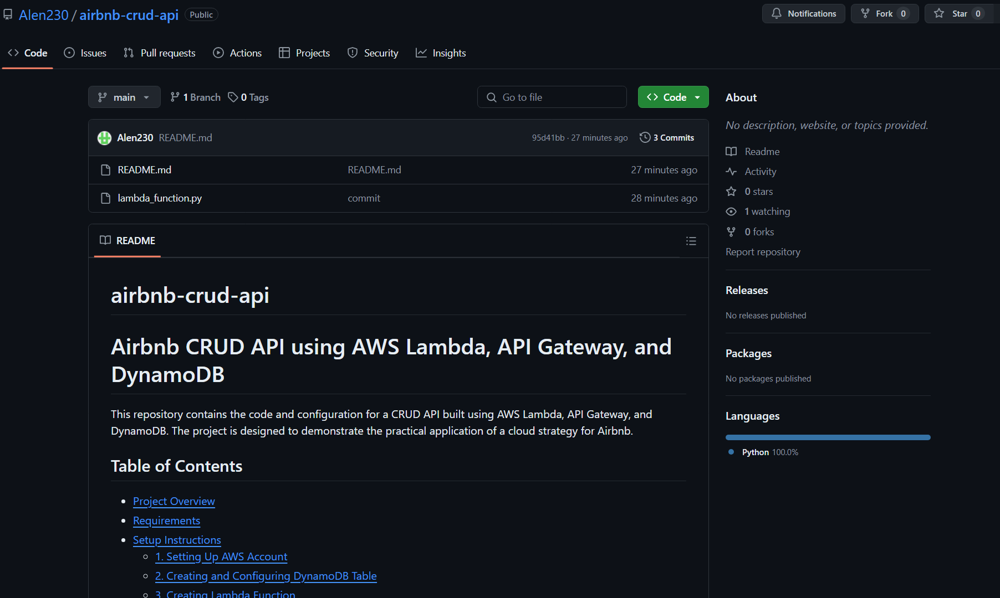 Alen230 / airbnb-crud-api Public
Notifications Fork 0 Star 0
Code Issues Pull requests Actions Projects Security Insights
main 1 Branch 0 Tags Go to file Code
Alen230 README.md 95d41bb · 27 minutes ago 3 Commits
README.md README.md 27 minutes ago
lambda_function.py commit 28 minutes ago
README
airbnb-crud-api
Airbnb CRUD API using AWS Lambda, API Gateway, and
DynamoDB
This repository contains the code and configuration for a CRUD API built using AWS Lambda, API Gateway, and
DynamoDB. The project is designed to demonstrate the practical application of a cloud strategy for Airbnb.
Table of Contents
Project Overview
Requirements
Setup Instructions
1. Setting Up AWS Account
2. Creating and Configuring DynamoDB Table
3. Creating Lambda Function
About
No description, website, or topics provided.
Readme
Activity
0 stars
1 watching
0 forks
Report repository
Releases
No releases published
Packages
No packages published
Languages
Python 100.0%